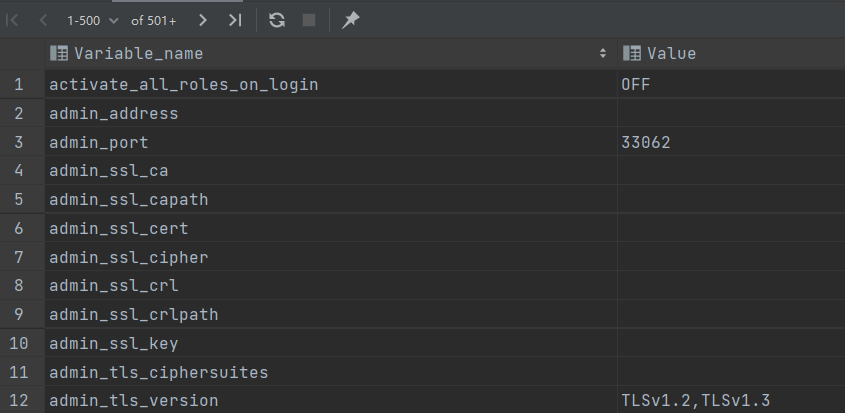 1-500 of 501+
Variable_name Value
1 activate_all_roles_on_login OFF
2 admin_address
3 admin_port 33062
4 admin_ssl_ca
5 admin_ssl_capath
6 admin_ssl_cert
7 admin_ssl_cipher
8 admin_ssl_crl
9 admin_ssl_crlpath
10 admin_ssl_key
11 admin_tls_ciphersuites
12 admin_tls_version TLSv1.2,TLSv1.3